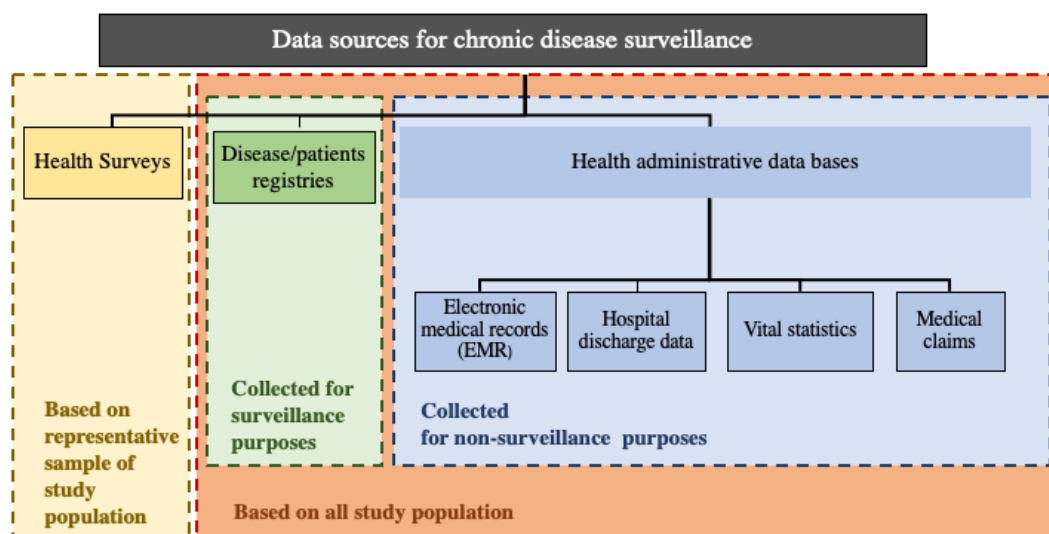 Data sources for chronic disease surveillance
Health Surveys
Disease/patients
registries
Health administrative data bases
Electronic
medical records
(EMR)
Hospital
discharge data
Vital statistics
Medical
claims
Based on
representative
sample of
study
population
Collected for
surveillance
purposes
Collected
for non-surveillance purposes
Based on all study population